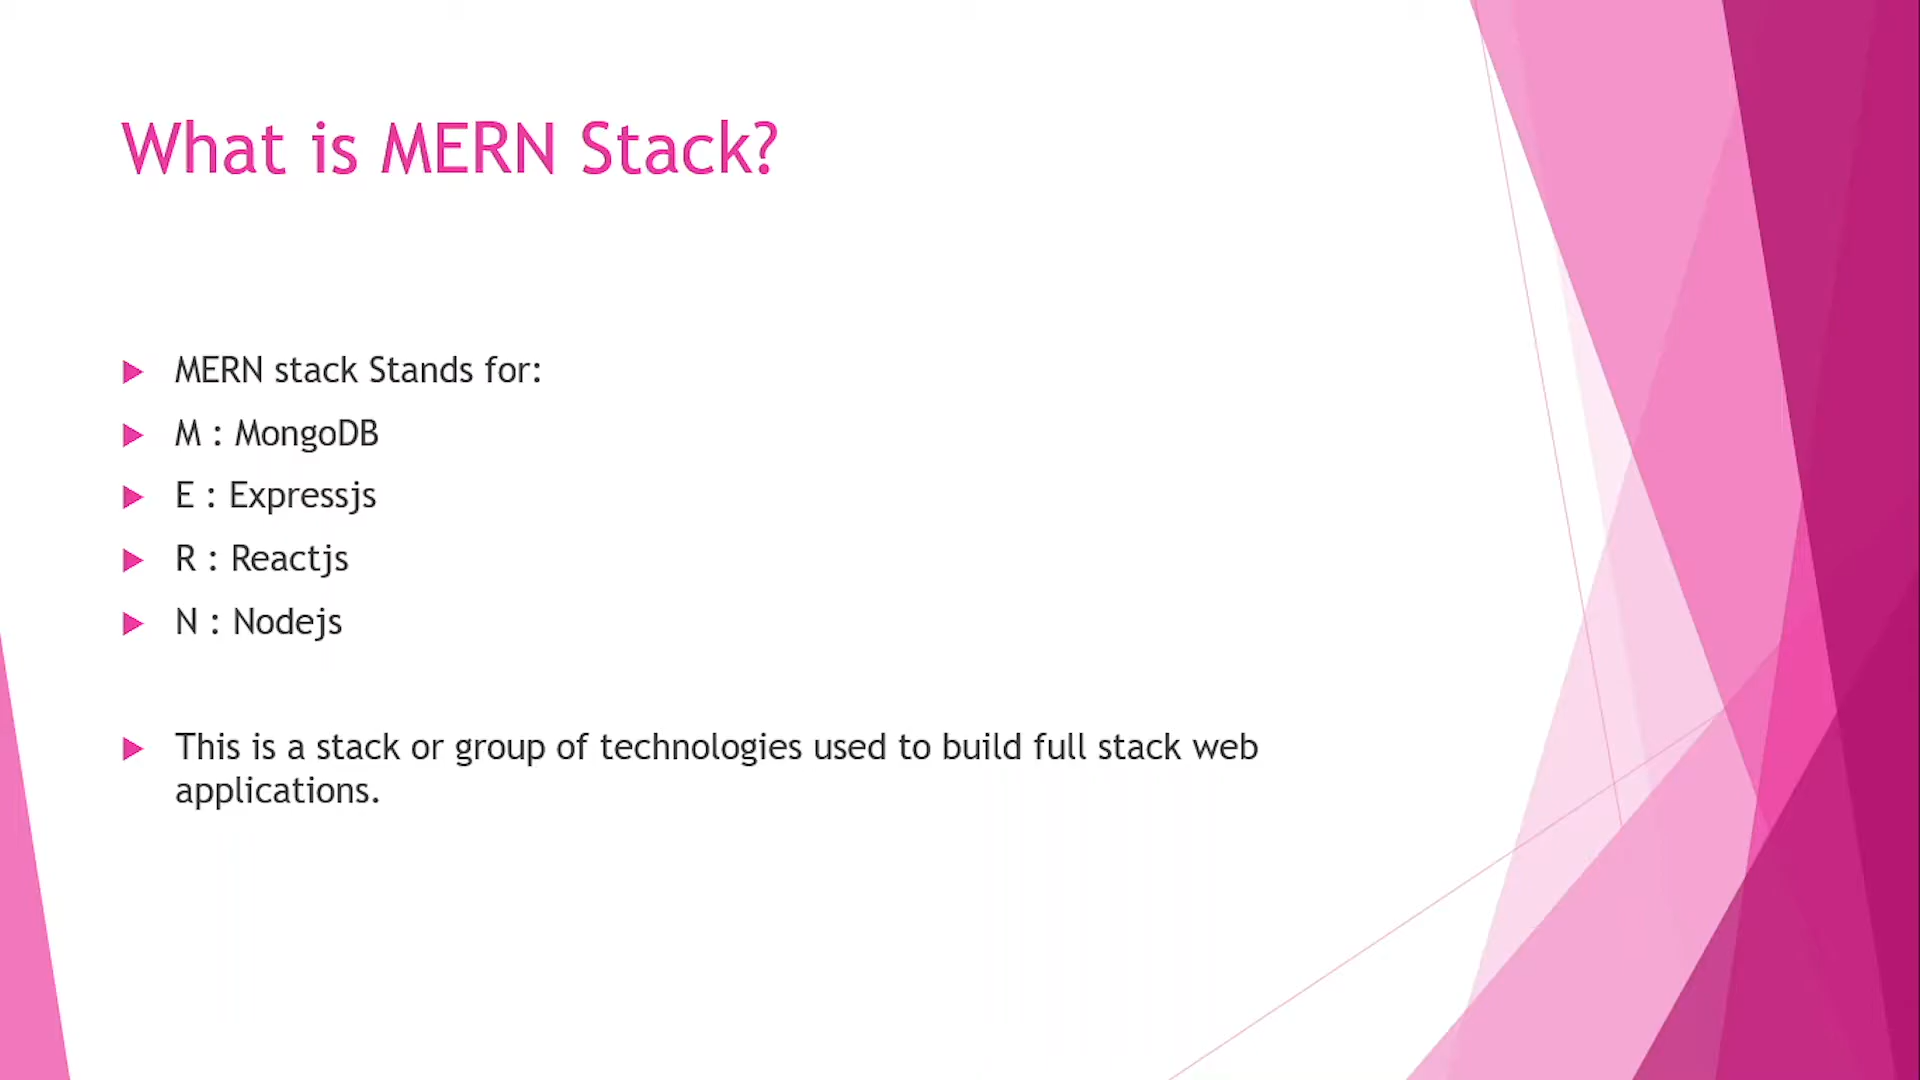 What is MERN Stack?
MERN stack Stands for:
M : MongoDB
E : Expressjs
R : Reactjs
N : Nodejs
This is a stack or group of technologies used to build full stack web
applications.